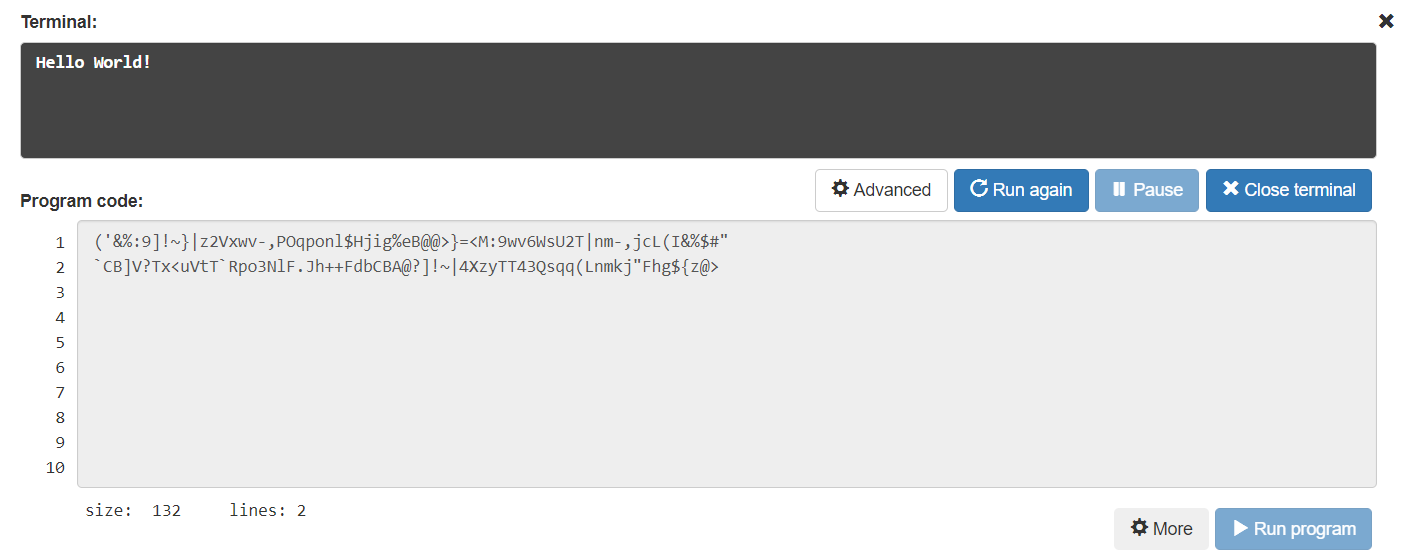 Terminal:
Hello World!
Advanced Run again Pause Close terminal
Program code:
1 ('&%:9]!~}|z2Vxwv-,POqponl$Hjig%eB@@>}=<M:9wv6WsU2T|nm-,jcL(I&%$#"
2 `CB]V?Tx<uVtT`Rpo3NlF.Jh++FdbCBA@?]!~|4XzyTT43Qsqq(Lnmkj"Fhg${z@>
3
4
5
6
7
8
9
10
size: 132 lines: 2
More Run program